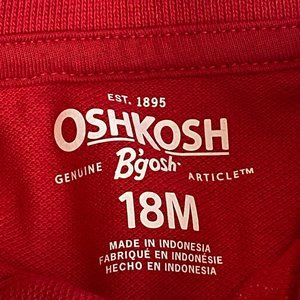 EST. 1895
OSHKOSH
GENUINE B'gosh ARTICLE™
18M
MADE IN INDONESIA
FABRIQUÉ EN INDONÉSIE
HECHO EN INDONESIA